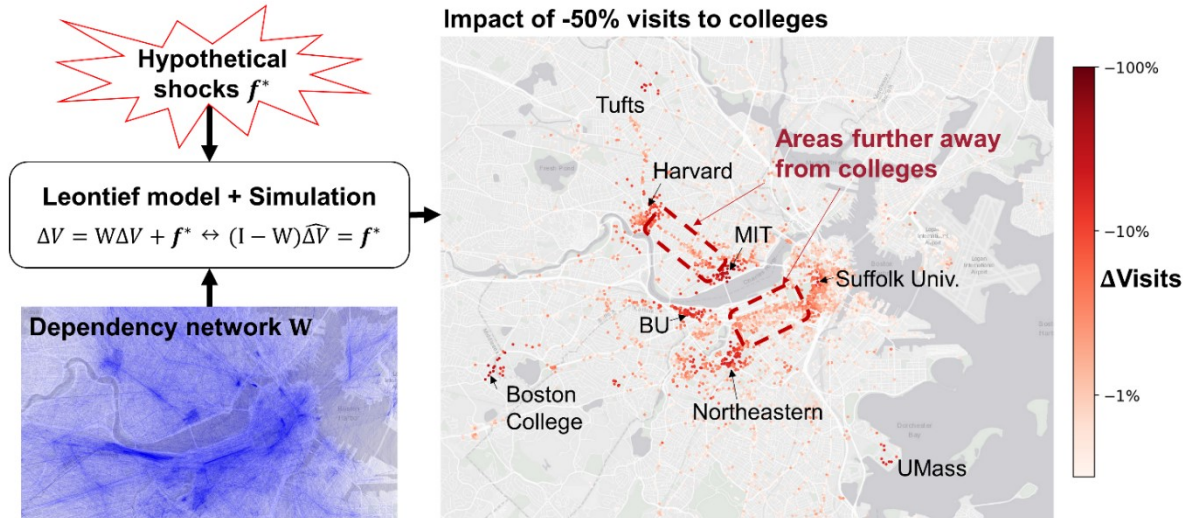 Hypothetical
shocks f*
Leontief model + Simulation
ΔV = WΔV + f* ↔ (I − W)Δ̂V = f*
Dependency network W
Impact of -50% visits to colleges
Tufts
Areas further away
from colleges
Harvard
MIT
Suffolk Univ.
BU
Boston
College
Northeastern
UMass
−100%
−10%
ΔVisits
−1%